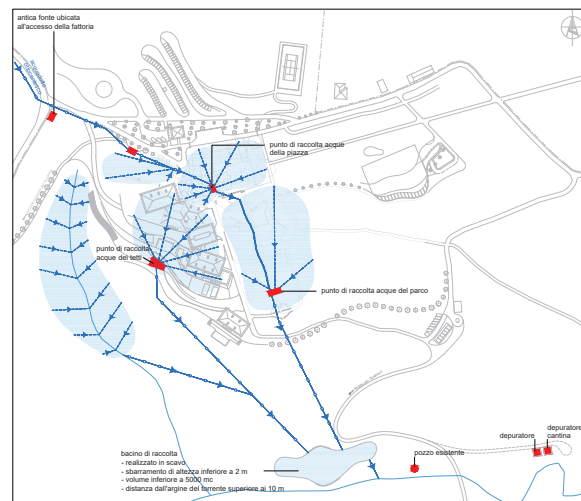 antica fonte ubicata
all'accesso della fattoria
punto di raccolta acque
della piazza
punto di raccolta
acque dei tetti
punto di raccolta acque del parco
bacino di raccolta
- realizzato in scavo
- sbarramento di altezza inferiore a 2 m
- volume inferiore a 5000 mc
- distanza dall'argine del torrente superiore ai 10 m
pozzo esistente
depuratore
depuratore
cantina